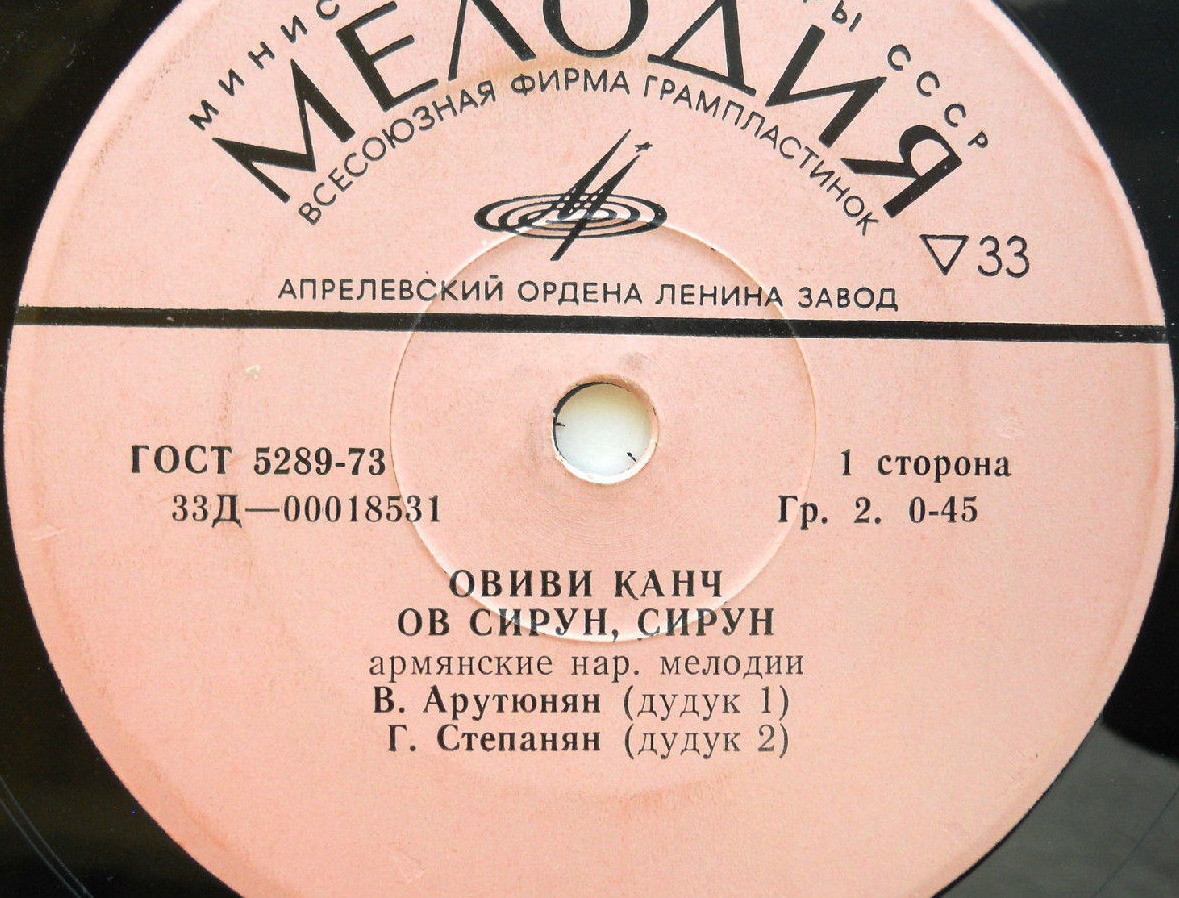 СССР
МЕЛОДИЯ
ВСЕСОЮЗНАЯ ФИРМА ГРАМПЛАСТИНОК
33
АПРЕЛЕВСКИЙ ОРДЕНА ЛЕНИНА ЗАВОД
ГОСТ 5289-73
1 сторона
33Д—00018531
Гр. 2. 0-45
ОВИВИ КАНЧ
ОВ СИРУН, СИРУН
армянские нар. мелодии
В. Арутюнян (дудук 1)
Г. Степанян (дудук 2)